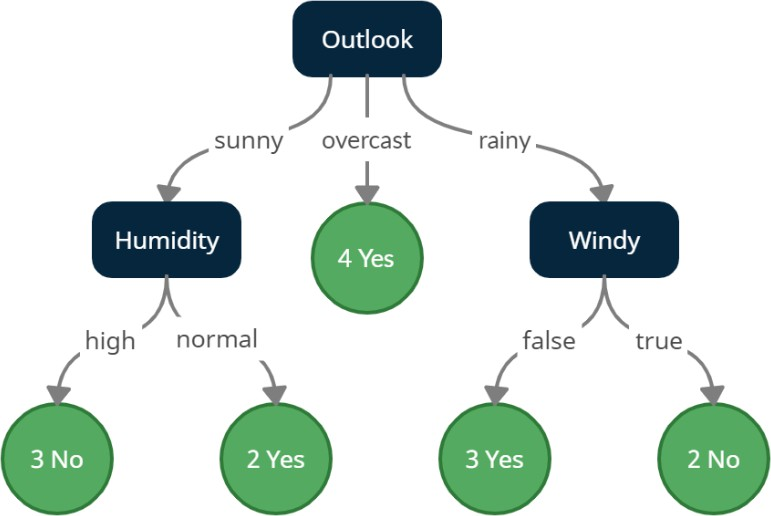 Outlook
sunny
overcast
rainy
Humidity
4 Yes
Windy
high
normal
false
true
3 No
2 Yes
3 Yes
2 No